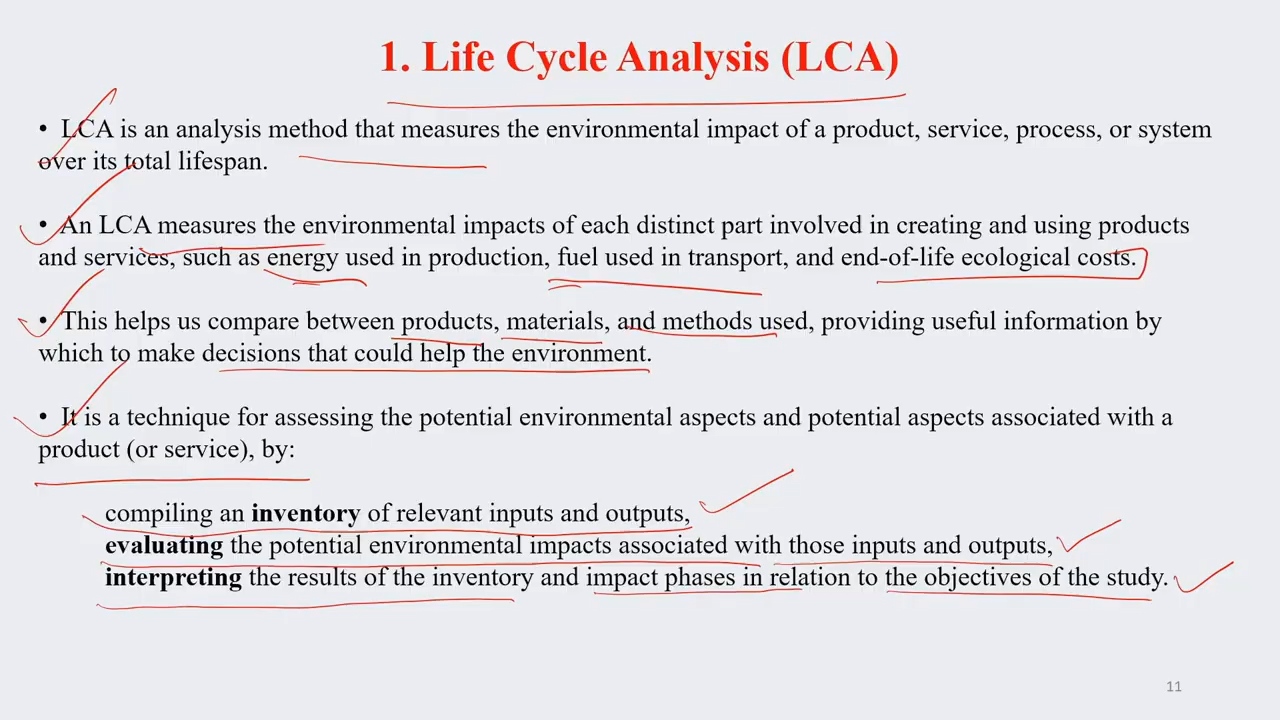 1. Life Cycle Analysis (LCA)
• LCA is an analysis method that measures the environmental impact of a product, service, process, or system
over its total lifespan.
• An LCA measures the environmental impacts of each distinct part involved in creating and using products
and services, such as energy used in production, fuel used in transport, and end-of-life ecological costs.
• This helps us compare between products, materials, and methods used, providing useful information by
which to make decisions that could help the environment.
• It is a technique for assessing the potential environmental aspects and potential aspects associated with a
product (or service), by:
compiling an inventory of relevant inputs and outputs,
evaluating the potential environmental impacts associated with those inputs and outputs,
interpreting the results of the inventory and impact phases in relation to the objectives of the study.
11